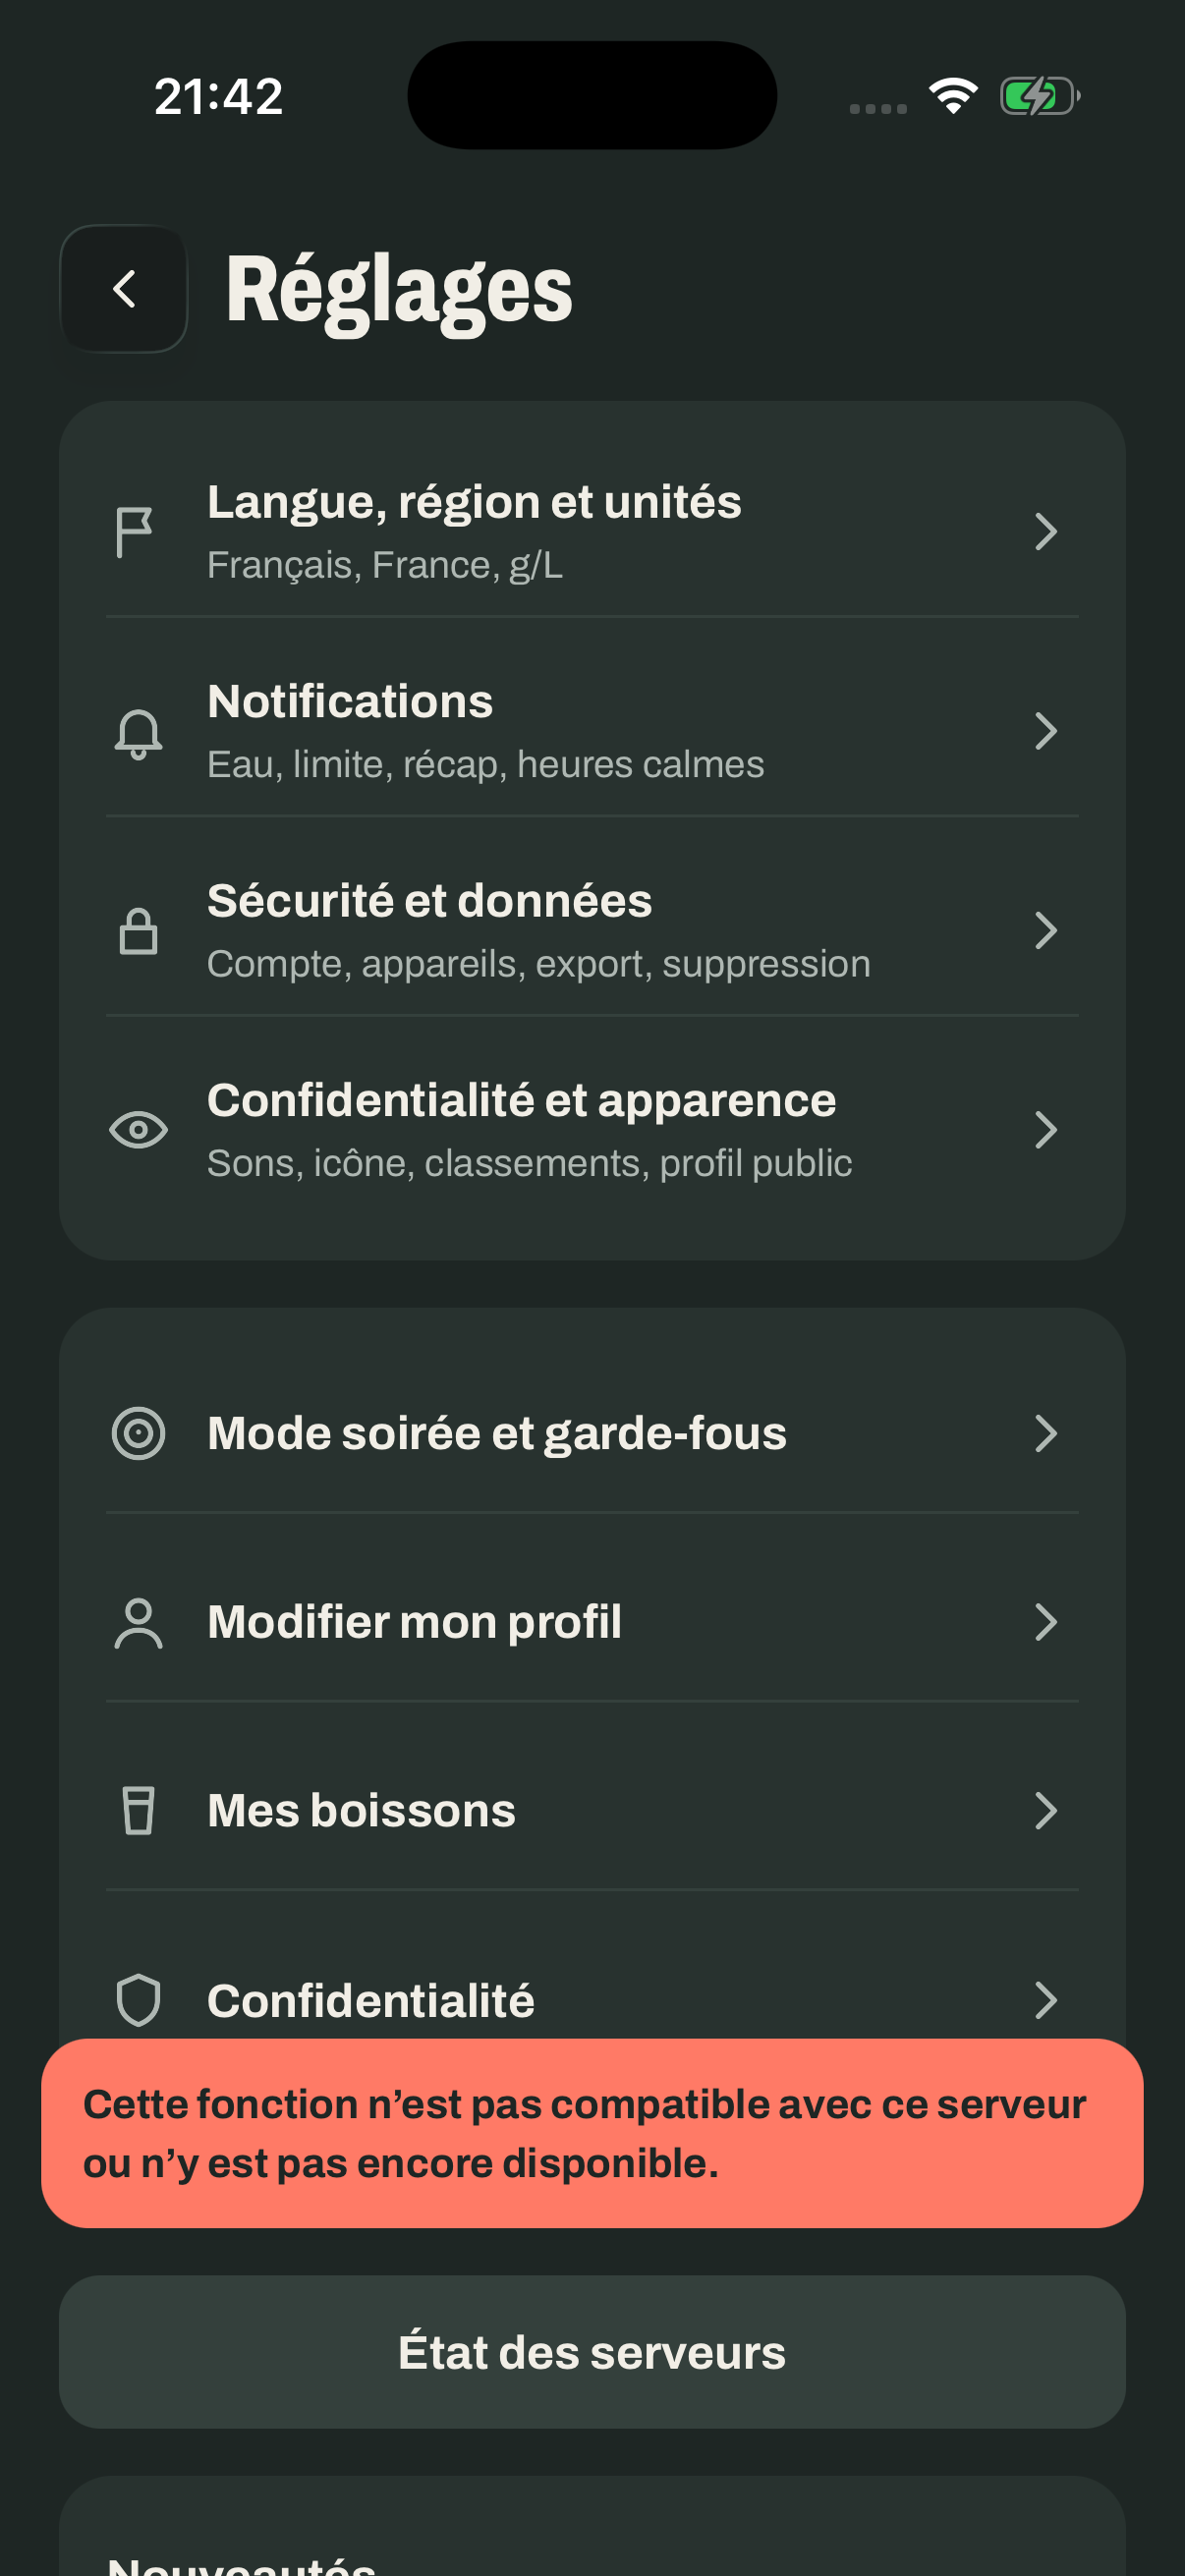 21:42
Réglages
Langue, région et unités
Français, France, g/L
Notifications
Eau, limite, récap, heures calmes
Sécurité et données
Compte, appareils, export, suppression
Confidentialité et apparence
Sons, icône, classements, profil public
Mode soirée et garde-fous
Modifier mon profil
Mes boissons
Confidentialité
Cette fonction n’est pas compatible avec ce serveur
ou n’y est pas encore disponible.
État des serveurs
Nouveautés